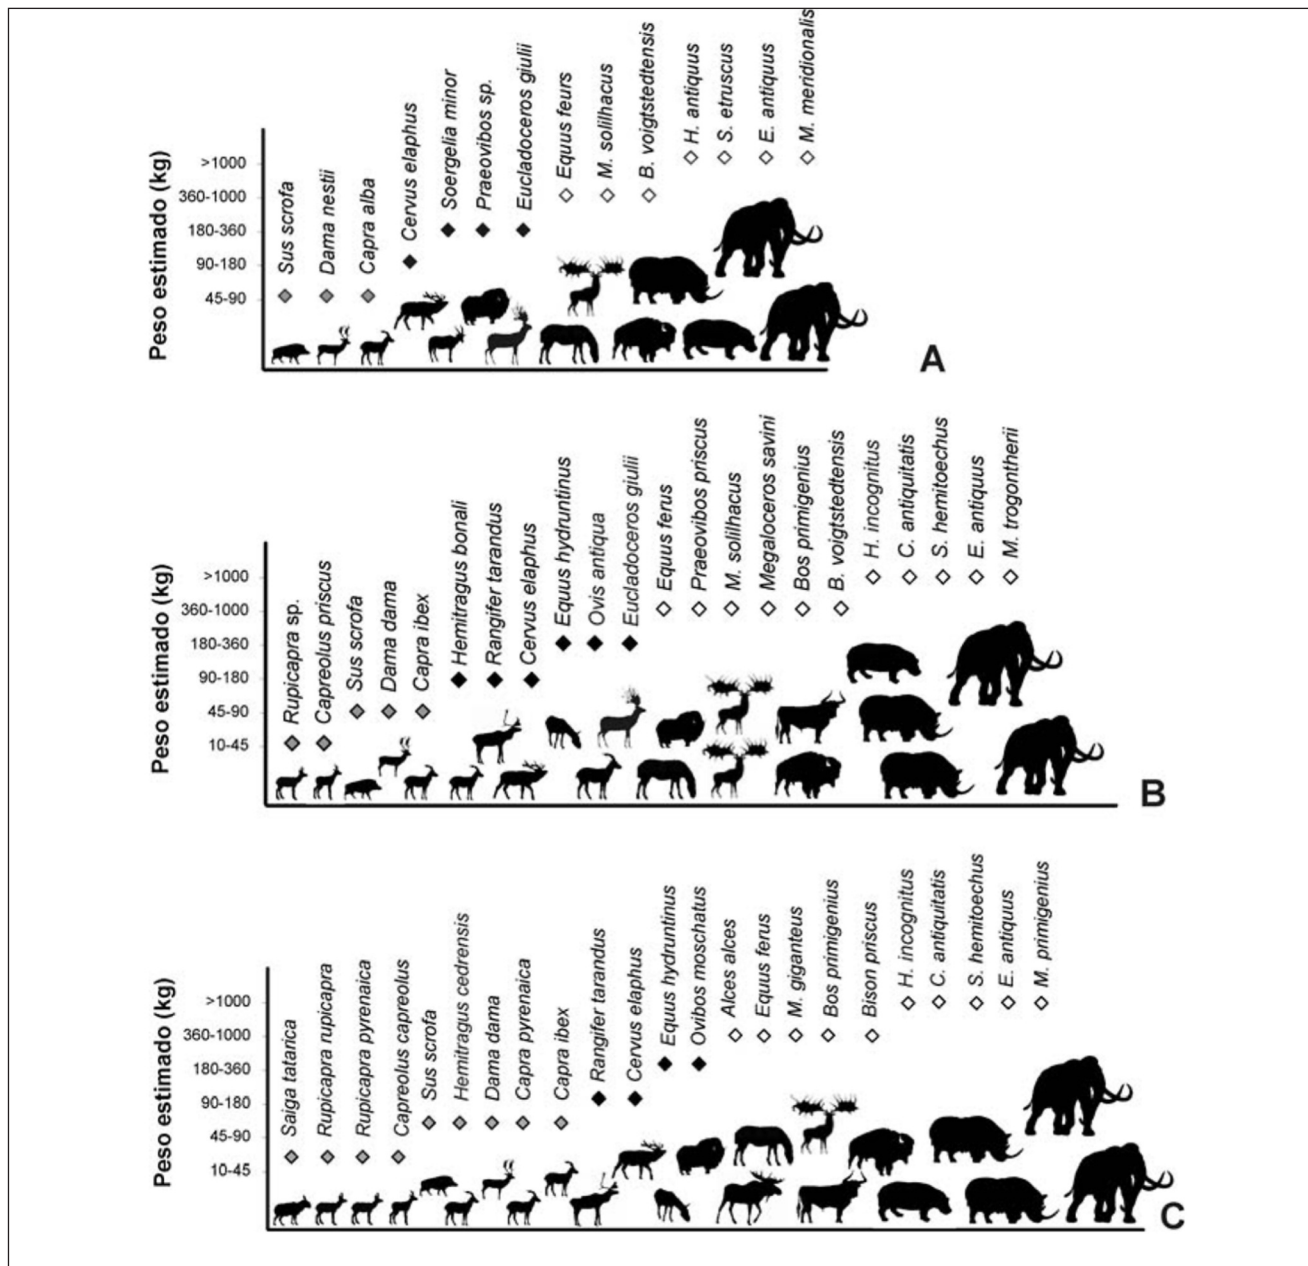 Peso estimado (kg)
>1000
360-1000
180-360
90-180
45-90
Sus scrofa
Dama nestii
Capra alba
Cervus elaphus
Soergelia minor
Praeovibos sp.
Eucladoceros giulii
Equus feurs
M. solilhacus
B. voigtstedtensis
H. antiquus
S. etruscus
E. antiquus
M. meridionalis
A
Peso estimado (kg)
>1000
360-1000
180-360
90-180
45-90
10-45
Rupicapra sp.
Capreolus priscus
Sus scrofa
Dama dama
Capra ibex
Hemitragus bonali
Rangifer tarandus
Cervus elaphus
Equus hydruntinus
Ovis antiqua
Eucladoceros giulii
Equus ferus
Praeovibos priscus
M. solilhacus
Megaloceros savini
Bos primigenius
B. voigtstedtensis
H. incognitus
C. antiquitatis
S. hemitoechus
E. antiquus
M. trogontherii
B
Peso estimado (kg)
>1000
360-1000
180-360
90-180
45-90
10-45
Saiga tatarica
Rupicapra rupicapra
Rupicapra pyrenaica
Capreolus capreolus
Sus scrofa
Hemitragus cedrensis
Dama dama
Capra pyrenaica
Capra ibex
Rangifer tarandus
Cervus elaphus
Equus hydruntinus
Ovibos moschatus
Alces alces
Equus ferus
M. giganteus
Bos primigenius
Bison priscus
H. incognitus
C. antiquitatis
S. hemitoechus
E. antiquus
M. primigenius
C